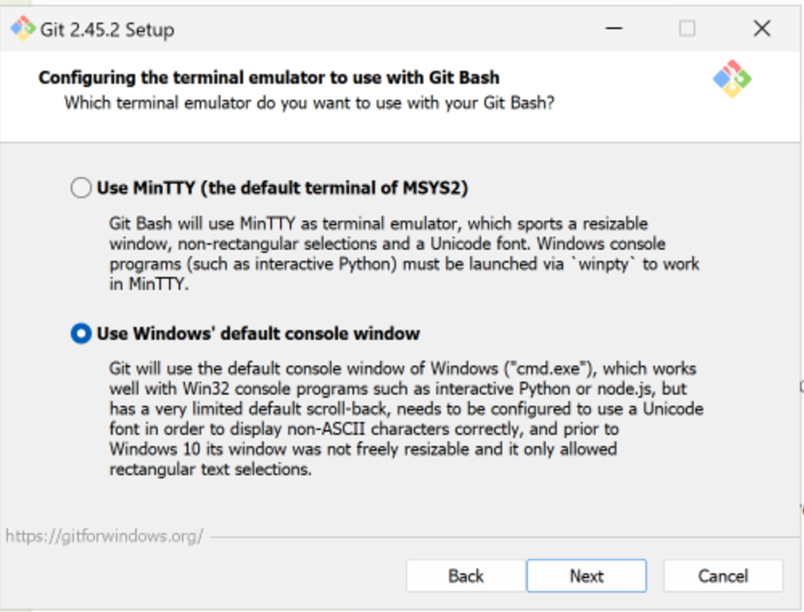 Git 2.45.2 Setup
Configuring the terminal emulator to use with Git Bash
Which terminal emulator do you want to use with your Git Bash?
Use MinTTY (the default terminal of MSYS2)
Git Bash will use MinTTY as terminal emulator, which sports a resizable
window, non-rectangular selections and a Unicode font. Windows console
programs (such as interactive Python) must be launched via `winpty` to work
in MinTTY.
Use Windows' default console window
Git will use the default console window of Windows ("cmd.exe"), which works
well with Win32 console programs such as interactive Python or node.js, but
has a very limited default scroll-back, needs to be configured to use a Unicode
font in order to display non-ASCII characters correctly, and prior to
Windows 10 its window was not freely resizable and it only allowed
rectangular text selections.
https://gitforwindows.org/
Back
Next
Cancel